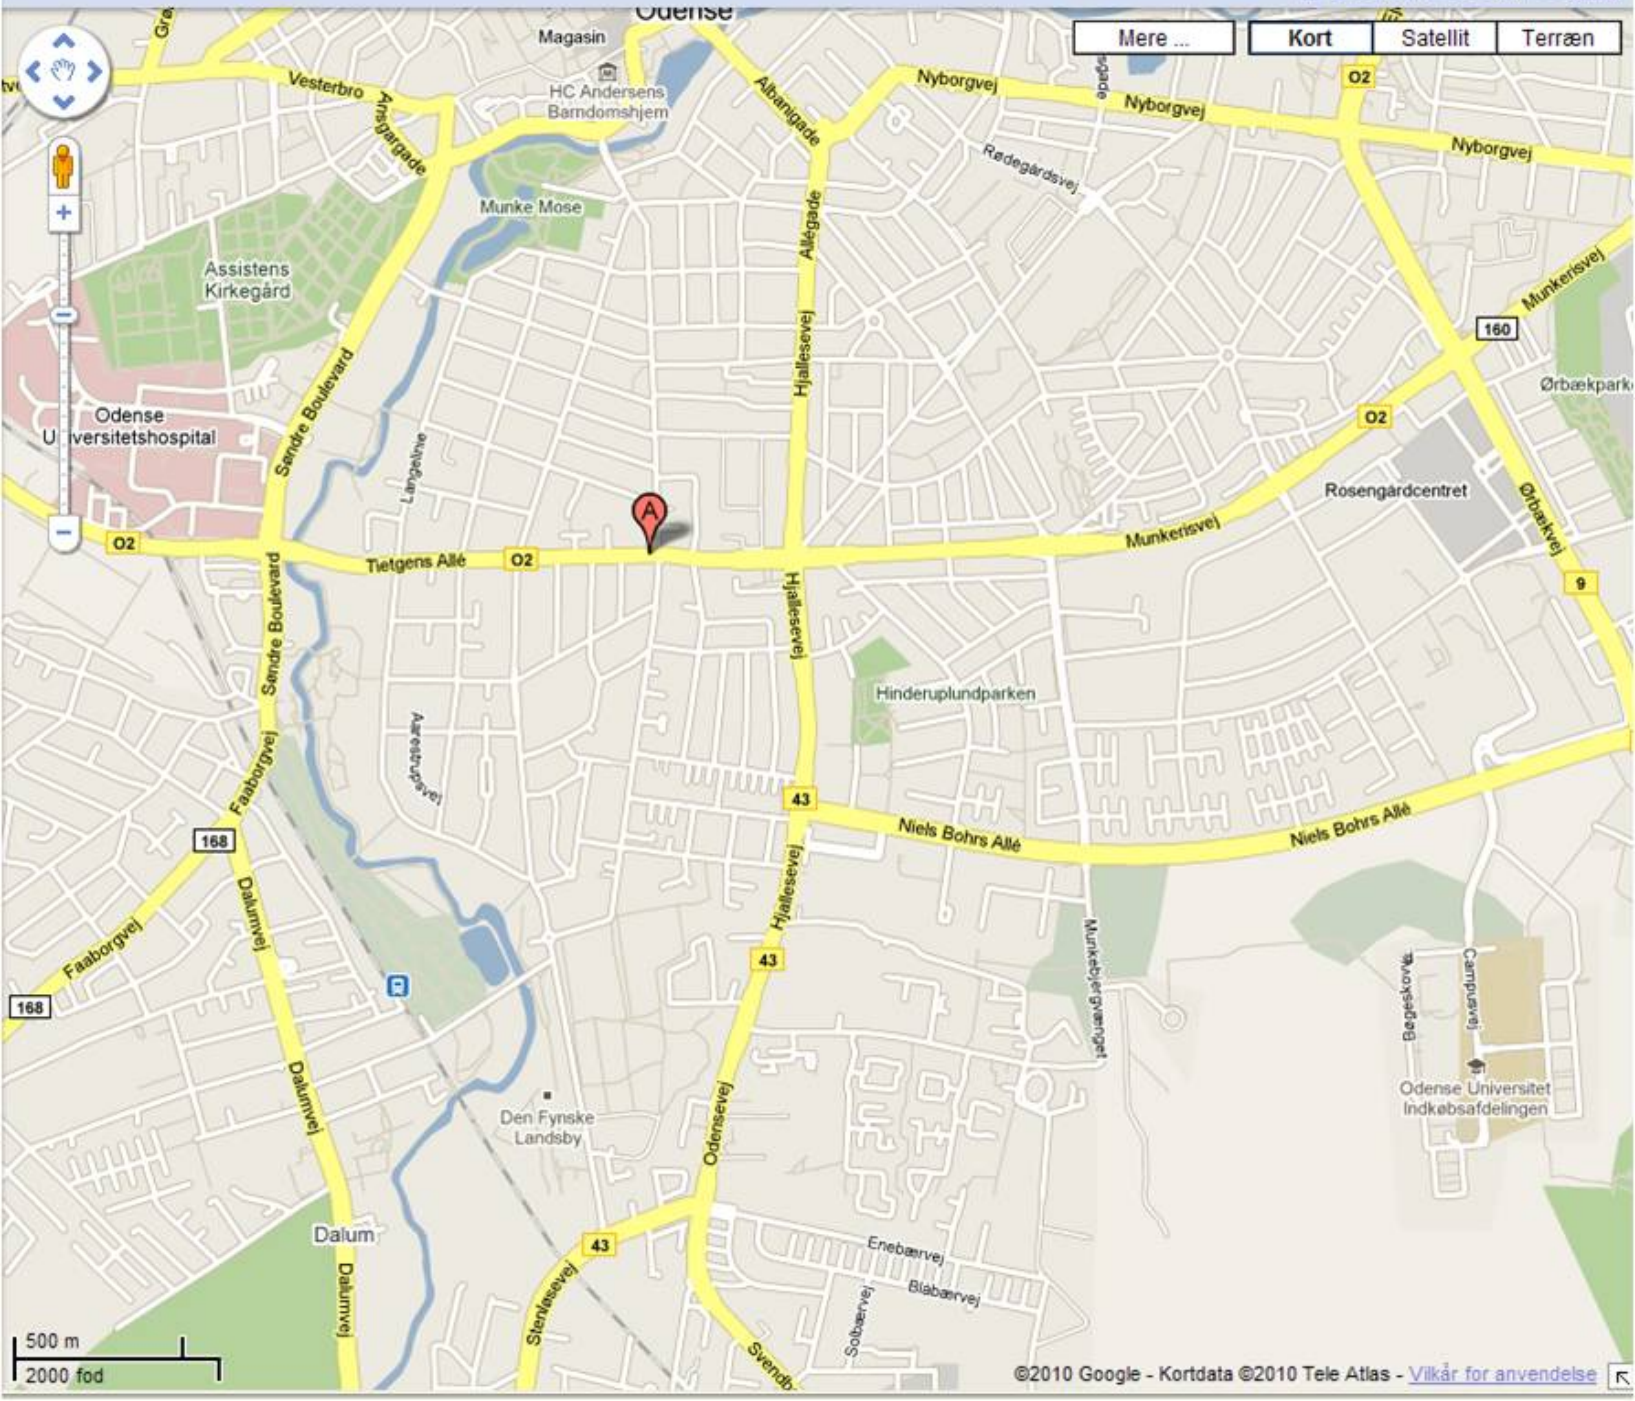 Odense
Mere ...
Kort
Satellit
Terræn
Magasin
HC Andersens
Barndomshjem
Vesterbro
Ansgargade
Albanigade
Nyborgvej
Nyborgvej
Nyborgvej
O2
sgade
Rødegårdsvej
Munke Mose
Allégade
Assistens
Kirkegård
Munkerisvej
160
Hjallesevej
Ørbækpark
Søndre Boulevard
Odense
Universitetshospital
Langelinie
O2
Rosengårdcentret
A
Ørbækvej
O2
Tietgens Allé
O2
Munkerisvej
9
Søndre Boulevard
Hjallesevej
Hinderuplundparken
Aarestrupsvej
Faaborgvej
43
Niels Bohrs Allé
Niels Bohrs Allé
168
Hjallesevej
Dalumvej
Faaborgvej
43
168
Munkebjergvænget
Bøgeskovvej
Campusvej
Dalumvej
Den Fynske
Landsby
Odensevej
Odense Universitet
Indkøbsafdelingen
Dalum
43
Enebærvej
Blåbærvej
Solbærvej
Dalumvej
Stenløsevej
Svendb
500 m
2000 fod
©2010 Google - Kortdata ©2010 Tele Atlas - Vilkår for anvendelse